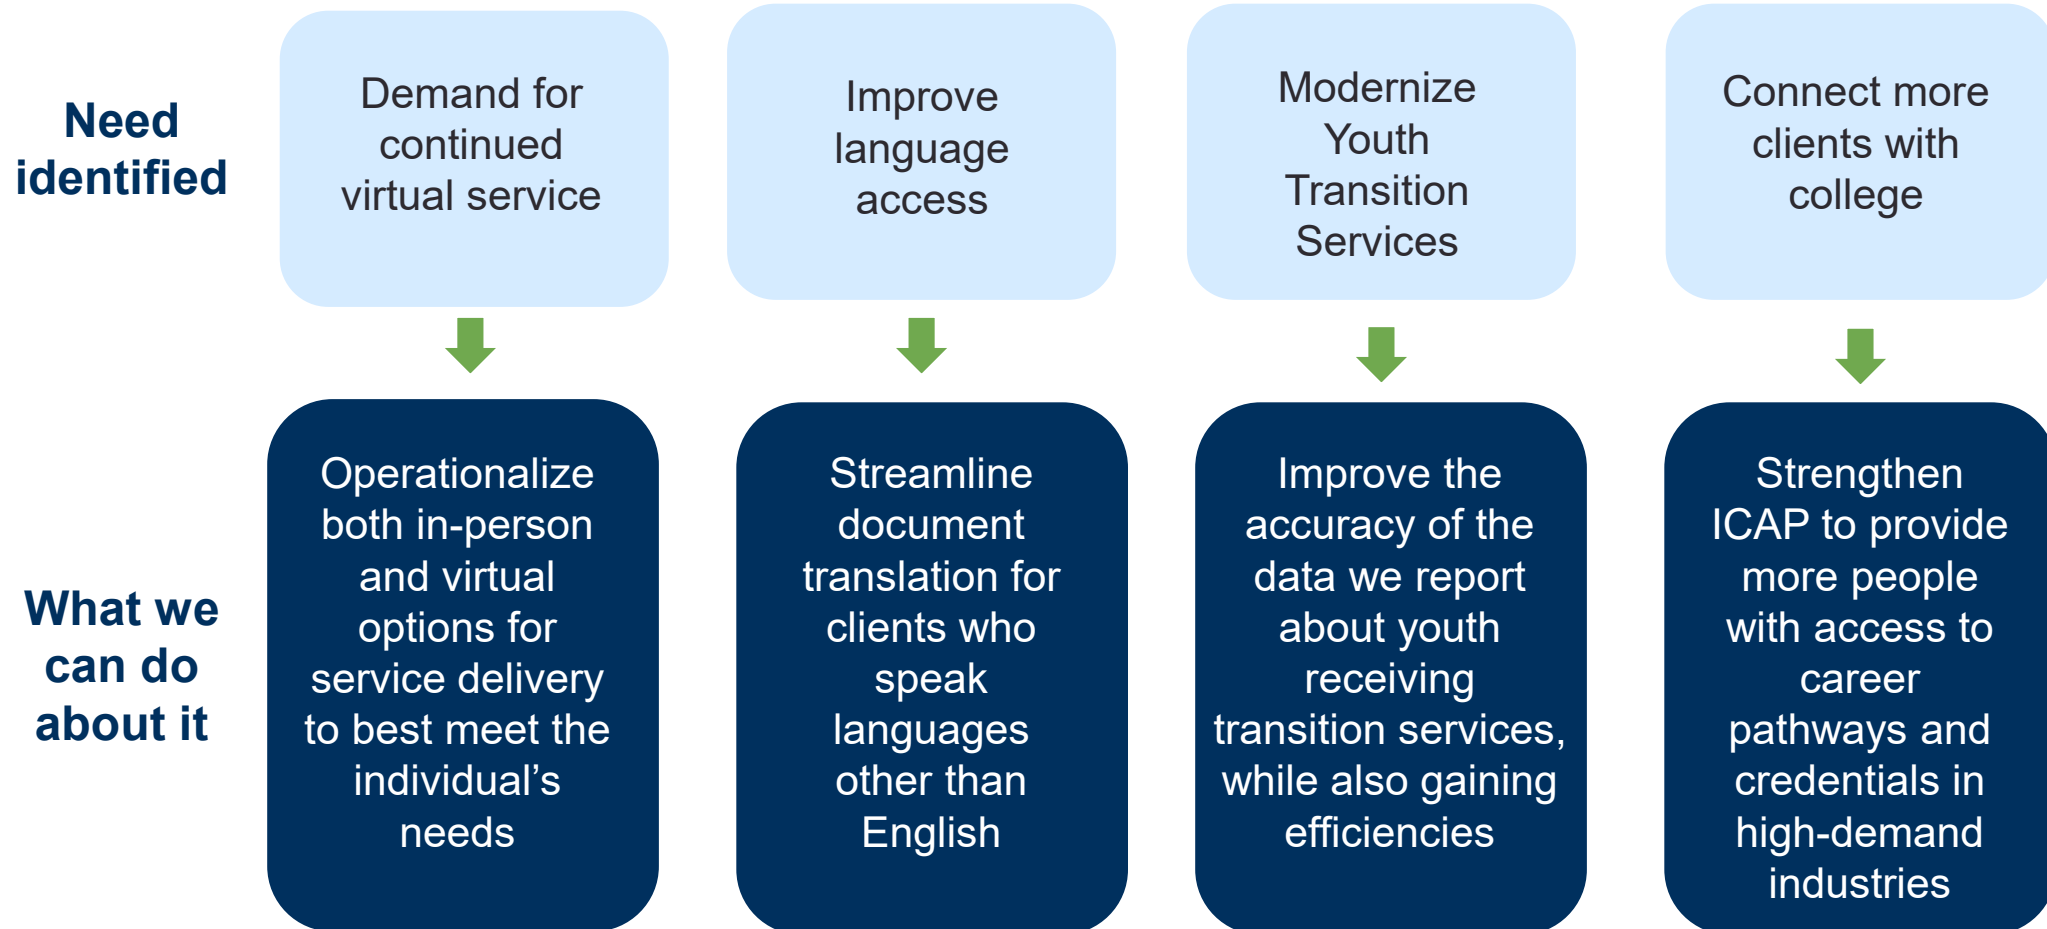 Need
identified
Demand for
continued
virtual service
Improve
language
access
Modernize
Youth
Transition
Services
Connect more
clients with
college
What we
can do
about it
Operationalize
both in-person
and virtual
options for
service delivery
to best meet the
individual’s
needs
Streamline
document
translation for
clients who
speak
languages
other than
English
Improve the
accuracy of the
data we report
about youth
receiving
transition services,
while also gaining
efficiencies
Strengthen
ICAP to provide
more people
with access to
career
pathways and
credentials in
high-demand
industries